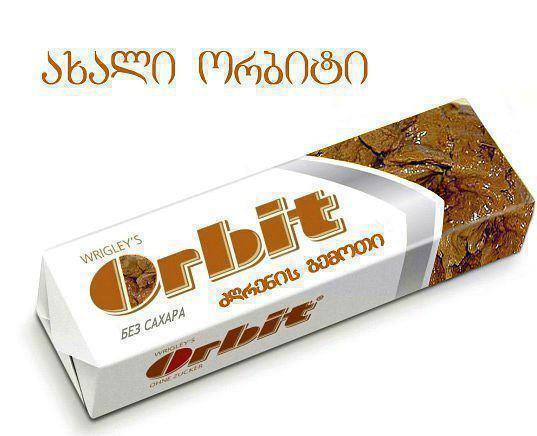 ახალი ორბიტი
WRIGLEY'S
Orbit
ძღრენის გემოთი
БЕЗ САХАРА
WRIGLEY'S
Orbit®
OHNE ZUCKER